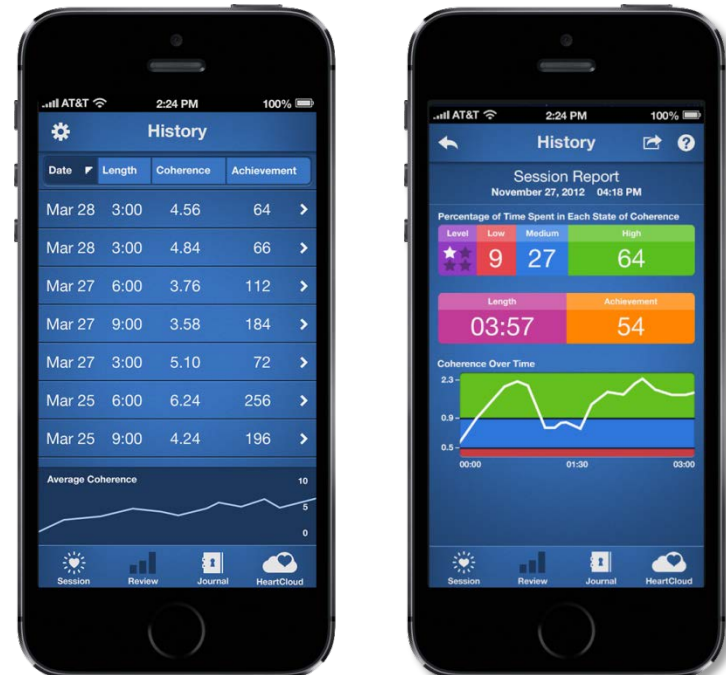 AT&T 2:24 PM 100%
History
Date Length Coherence Achievement
Mar 28 3:00 4.56 64
Mar 28 3:00 4.84 66
Mar 27 6:00 3.76 112
Mar 27 9:00 3.58 184
Mar 27 3:00 5.10 72
Mar 25 6:00 6.24 256
Mar 25 9:00 4.24 196
Average Coherence
10
5
0
Session Review Journal HeartCloud
AT&T 2:24 PM 100%
History ?
Session Report
November 27, 2012 04:18 PM
Percentage of Time Spent in Each State of Coherence
Level Low Medium High
9 27 64
Length Achievement
03:57 54
Coherence Over Time
2.3
0.9
0.5
00:00 01:30 03:00
Session Review Journal HeartCloud